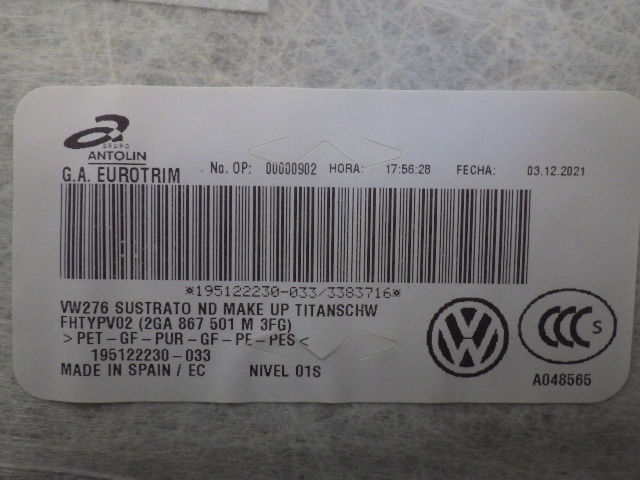 GRUPO
ANTOLIN
G.A. EUROTRIM No. OP: 00000902 HORA: 17:56:28 FECHA: 03.12.2021
*195122230-033/3383716*
VW276 SUSTRATO ND MAKE UP TITANSCHW
FHTYPV02 (2GA 867 501 M 3FG)
>PET-GF-PUR-GF-PE-PES<
195122230-033
MADE IN SPAIN / EC NIVEL 01S
VW
CCC S
A048565